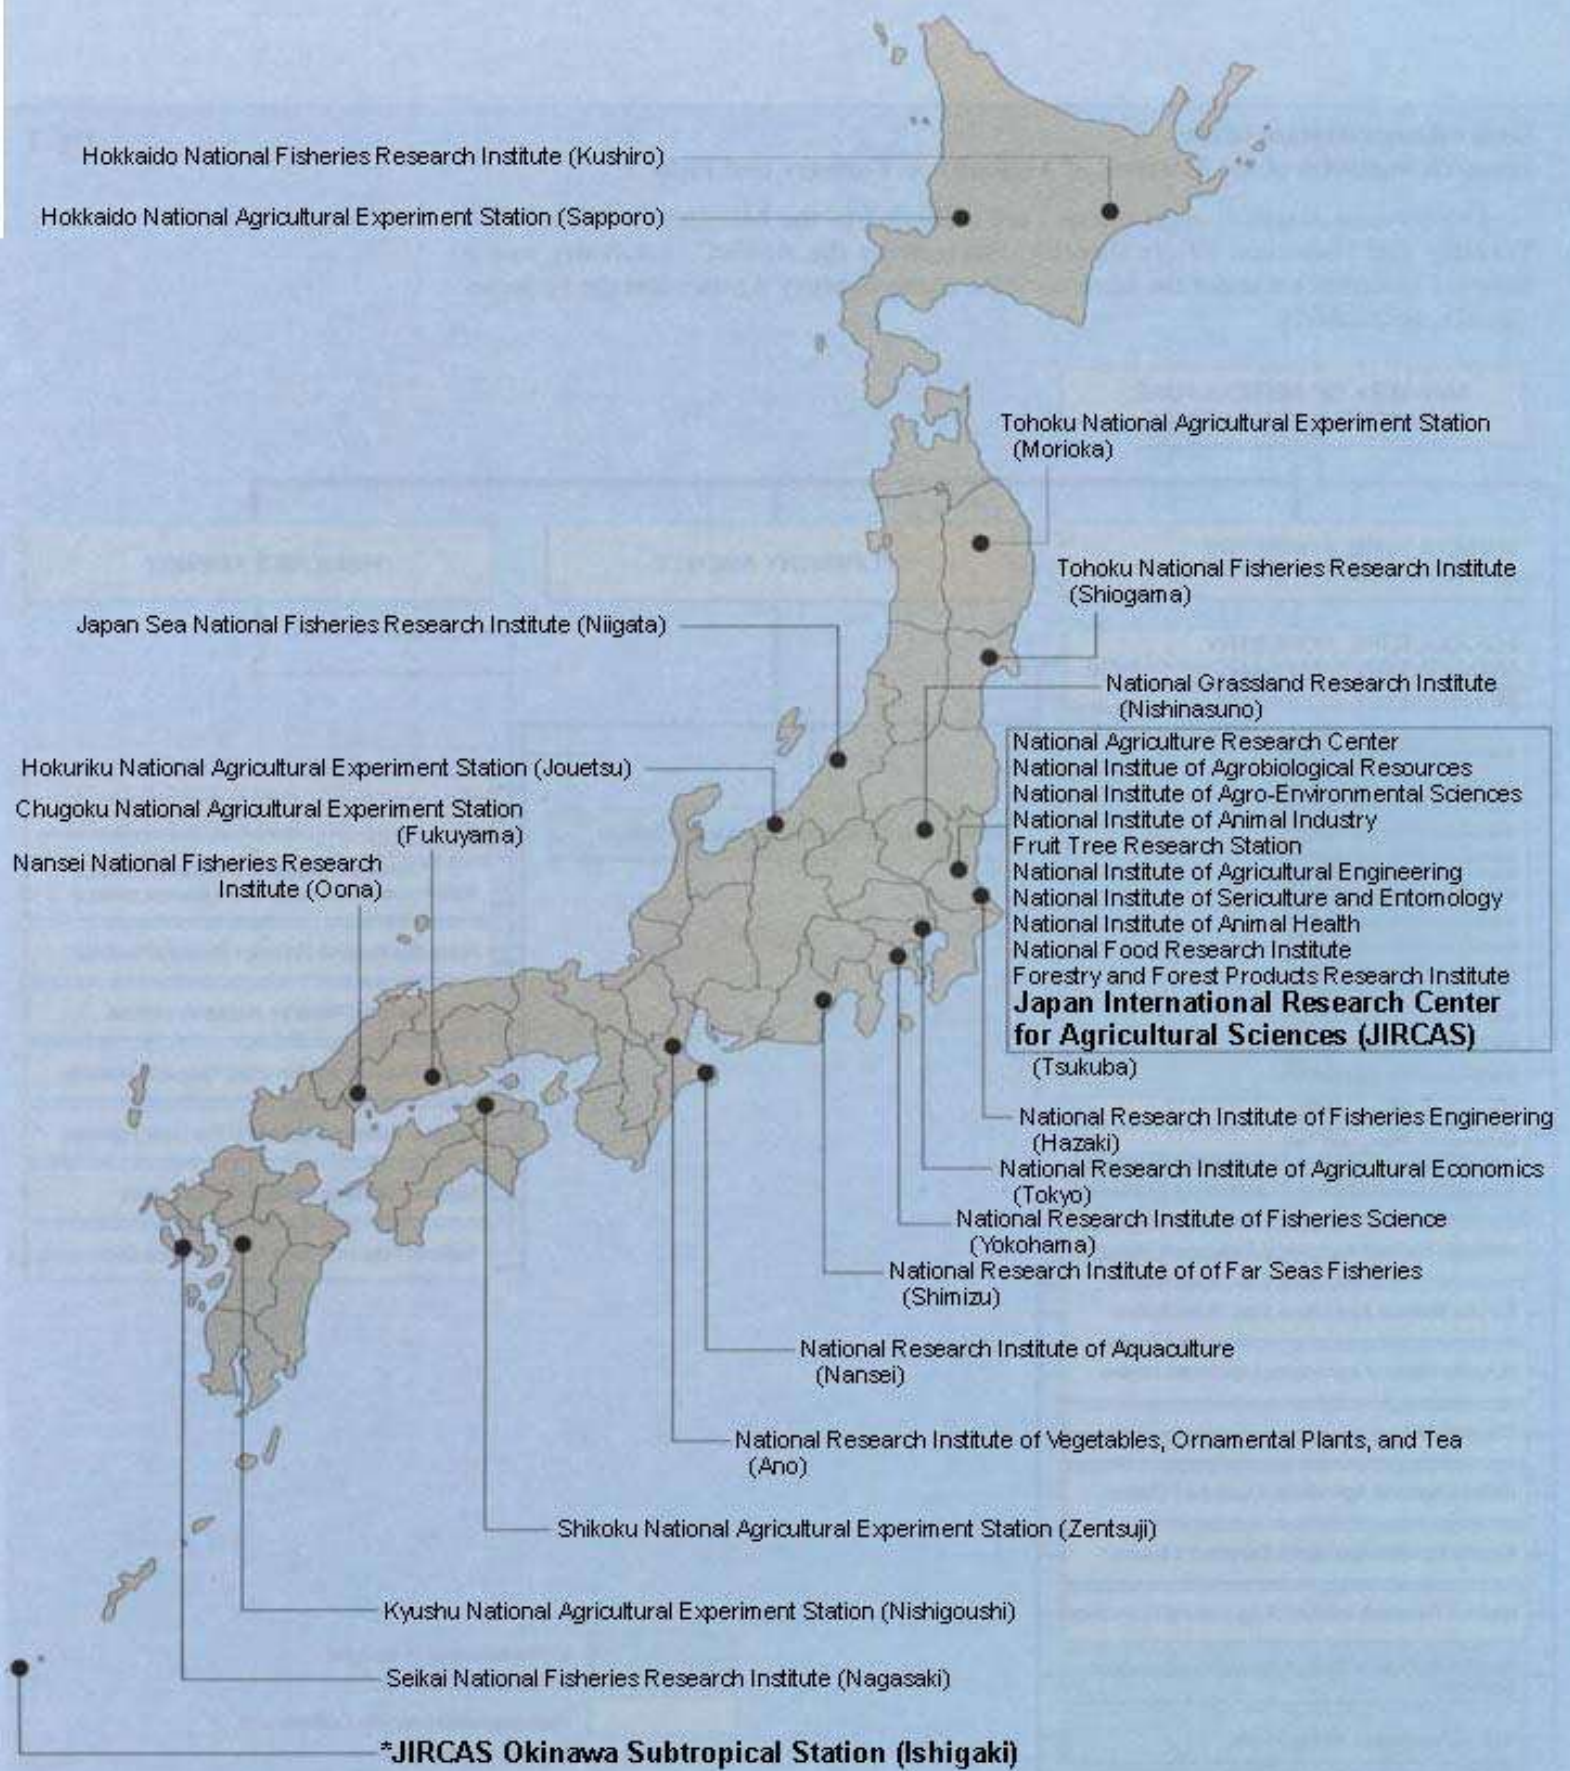 Hokkaido National Fisheries Research Institute (Kushiro)
Hokkaido National Agricultural Experiment Station (Sapporo)
Tohoku National Agricultural Experiment Station
(Morioka)
Tohoku National Fisheries Research Institute
(Shiogama)
Japan Sea National Fisheries Research Institute (Niigata)
National Grassland Research Institute
(Nishinasuno)
National Agriculture Research Center
National Institue of Agrobiological Resources
National Institute of Agro-Environmental Sciences
National Institute of Animal Industry
Fruit Tree Research Station
National Institute of Agricultural Engineering
National Institute of Sericulture and Entomology
National Institute of Animal Health
National Food Research Institute
Forestry and Forest Products Research Institute
Japan International Research Center
for Agricultural Sciences (JIRCAS)
(Tsukuba)
Hokuriku National Agricultural Experiment Station (Jouetsu)
Chugoku National Agricultural Experiment Station
(Fukuyama)
Nansei National Fisheries Research
Institute (Oona)
National Research Institute of Fisheries Engineering
(Hazaki)
National Research Institute of Agricultural Economics
(Tokyo)
National Research Institute of Fisheries Science
(Yokohama)
National Research Institute of of Far Seas Fisheries
(Shimizu)
National Research Institute of Aquaculture
(Nansei)
National Research Institute of Vegetables, Ornamental Plants, and Tea
(Ano)
Shikoku National Agricultural Experiment Station (Zentsuji)
Kyushu National Agricultural Experiment Station (Nishigoushi)
Seikai National Fisheries Research Institute (Nagasaki)
*JIRCAS Okinawa Subtropical Station (Ishigaki)